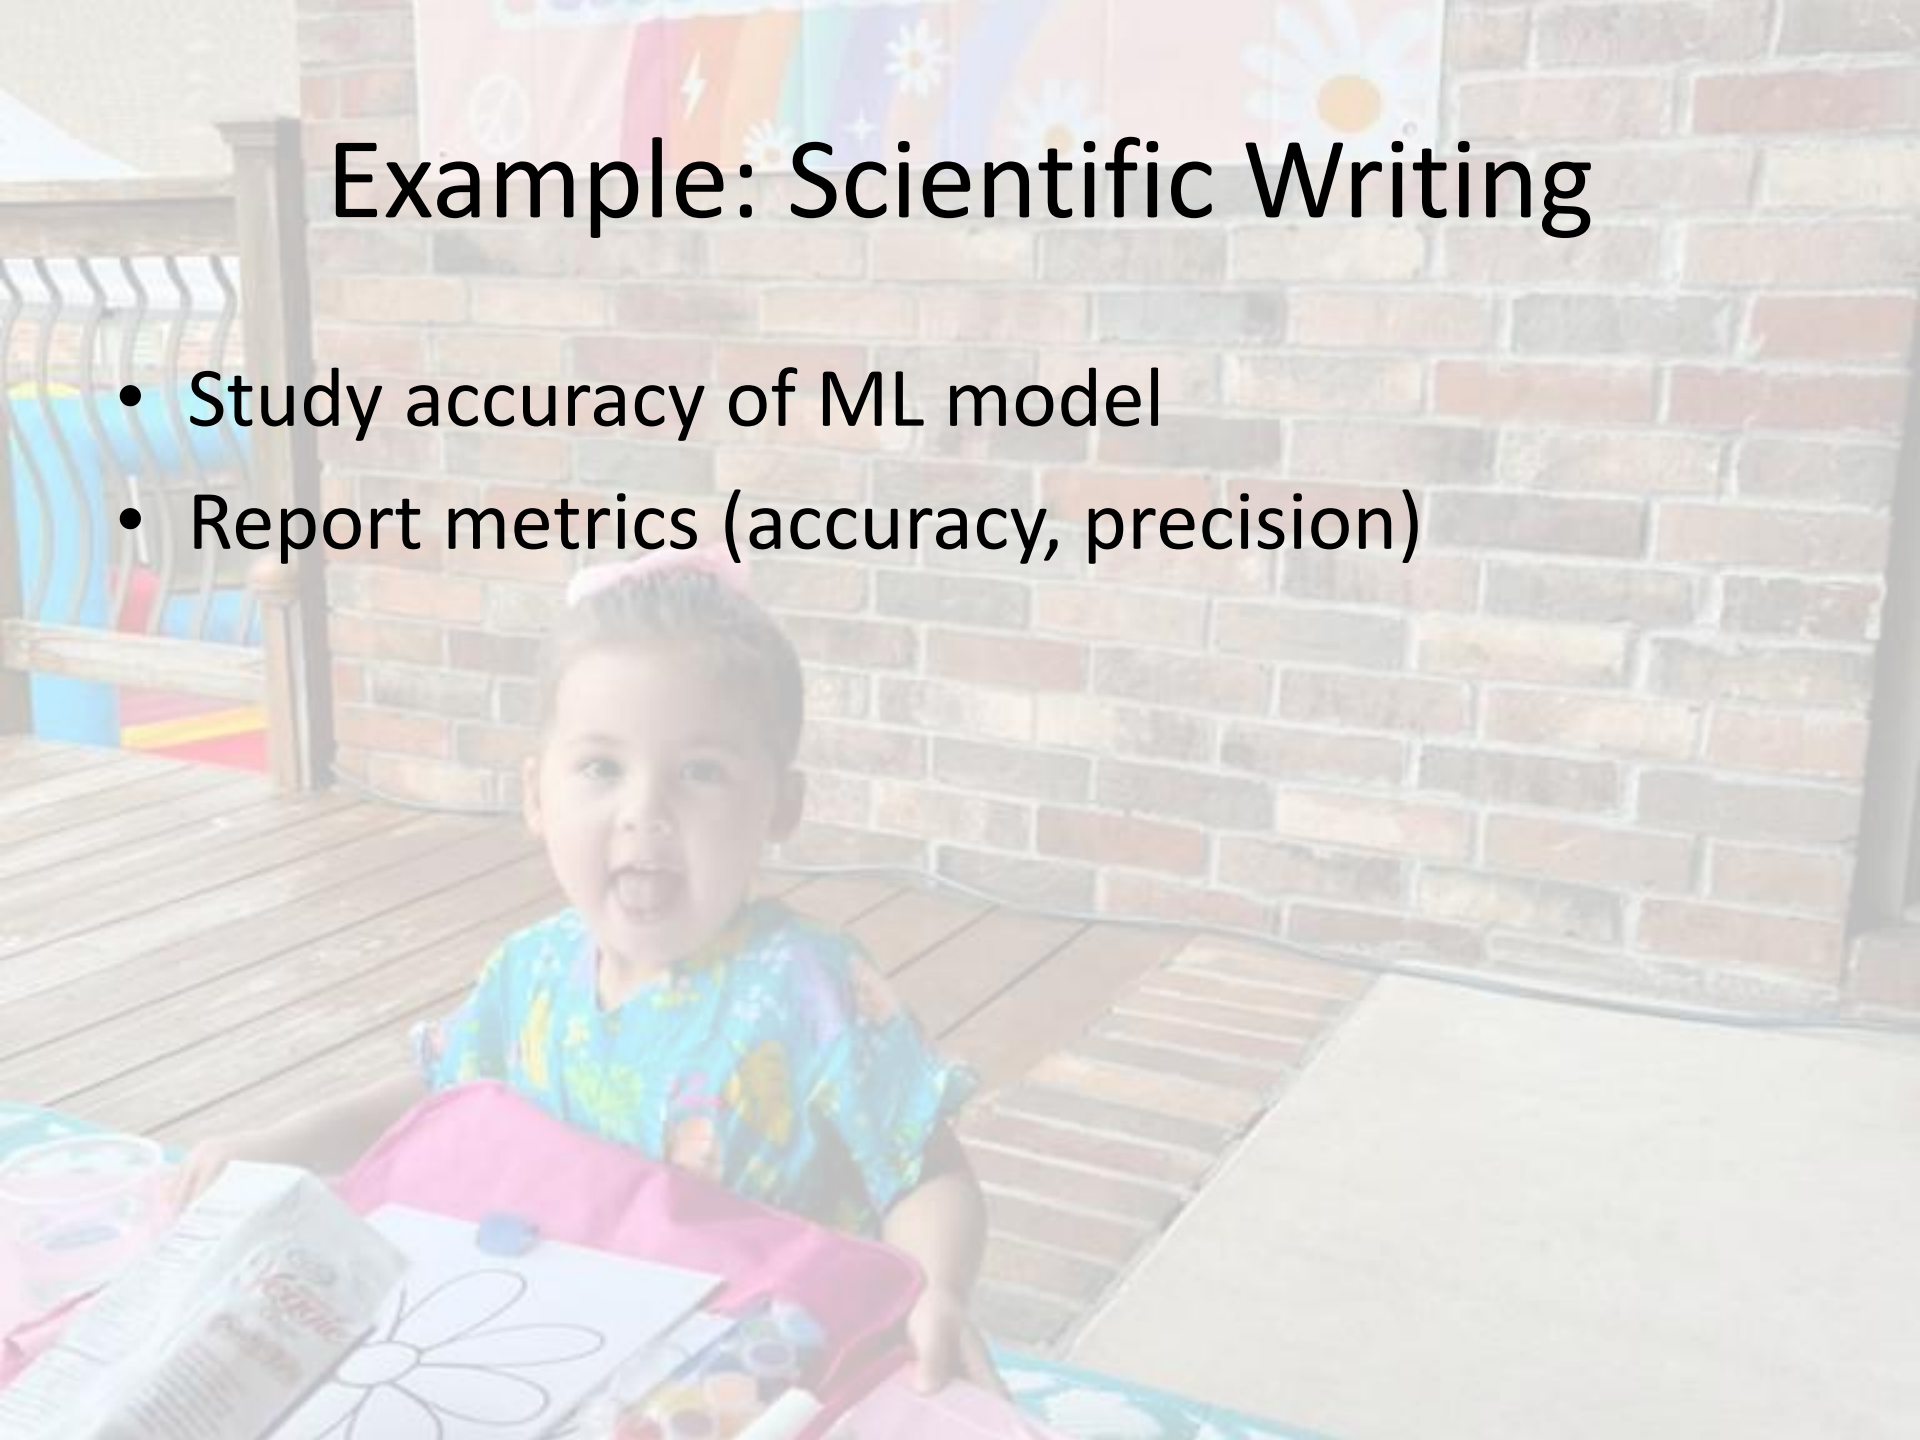 Example: Scientific Writing
• Study accuracy of ML model
• Report metrics (accuracy, precision)